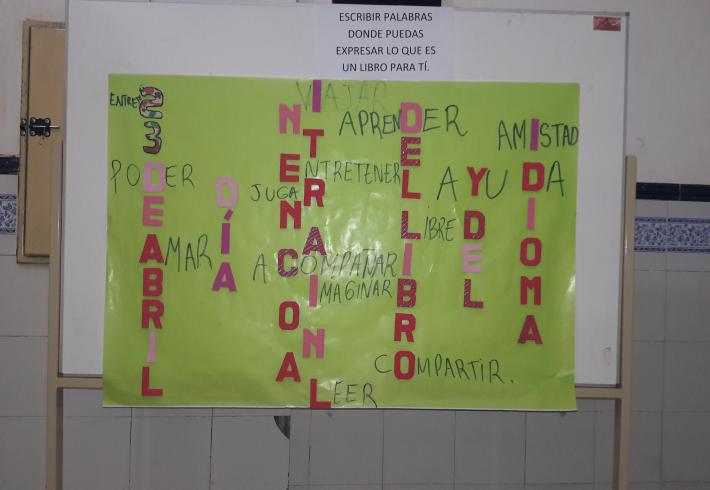 ESCRIBIR PALABRAS
DONDE PUEDAS
EXPRESAR LO QUE ES
UN LIBRO PARA TÍ.
23 DE ABRIL
DÍA
INTERNACIONAL
DEL LIBRO
Y DEL
IDIOMA
ENTRE
VIAJAR
APRENDER
AMISTAD
PODER
ENTRETENER
JUGAR
AYUDA
LIBRE
AMAR
ACOMPAÑAR
IMAGINAR
COMPARTIR.
LEER